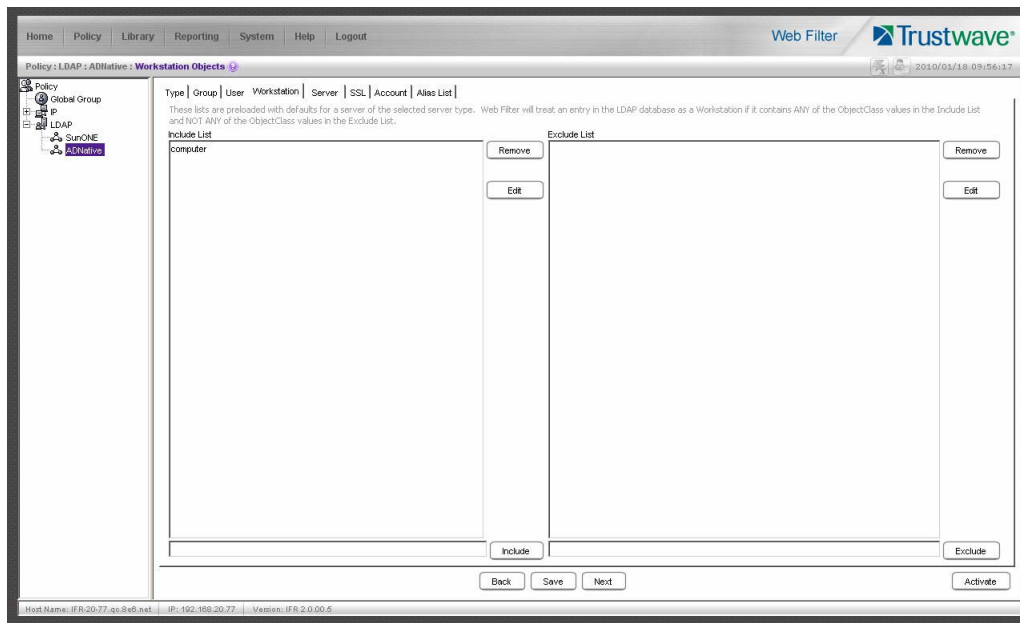 Home Policy Library Reporting System Help Logout
Web Filter
Trustwave®
Policy : LDAP : ADNative : Workstation Objects
2010/01/18 09:56:17
Policy
Global Group
IP
LDAP
SunONE
ADNative
Type | Group | User Workstation | Server | SSL | Account | Alias List |
These lists are preloaded with defaults for a server of the selected server type. Web Filter will treat an entry in the LDAP database as a Workstation if it contains ANY of the ObjectClass values in the Include List
and NOT ANY of the ObjectClass values in the Exclude List.
Include List
Exclude List
computer
Remove
Remove
Edit
Edit
Include
Exclude
Back Save Next
Activate
Host Name: IFR-20-77.qc.8e6.net IP: 192.168.20.77 Version: IFR 2.0.00.5